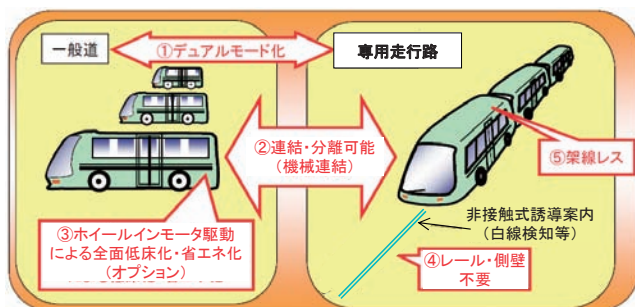 一般道
①デュアルモード化
専用走行路
②連結・分離可能
（機械連結）
⑤架線レス
③ホイールインモータ駆動
による全面低床化・省エネ化
（オプション）
非接触式誘導案内
（白線検知等）
④レール・側壁
不要